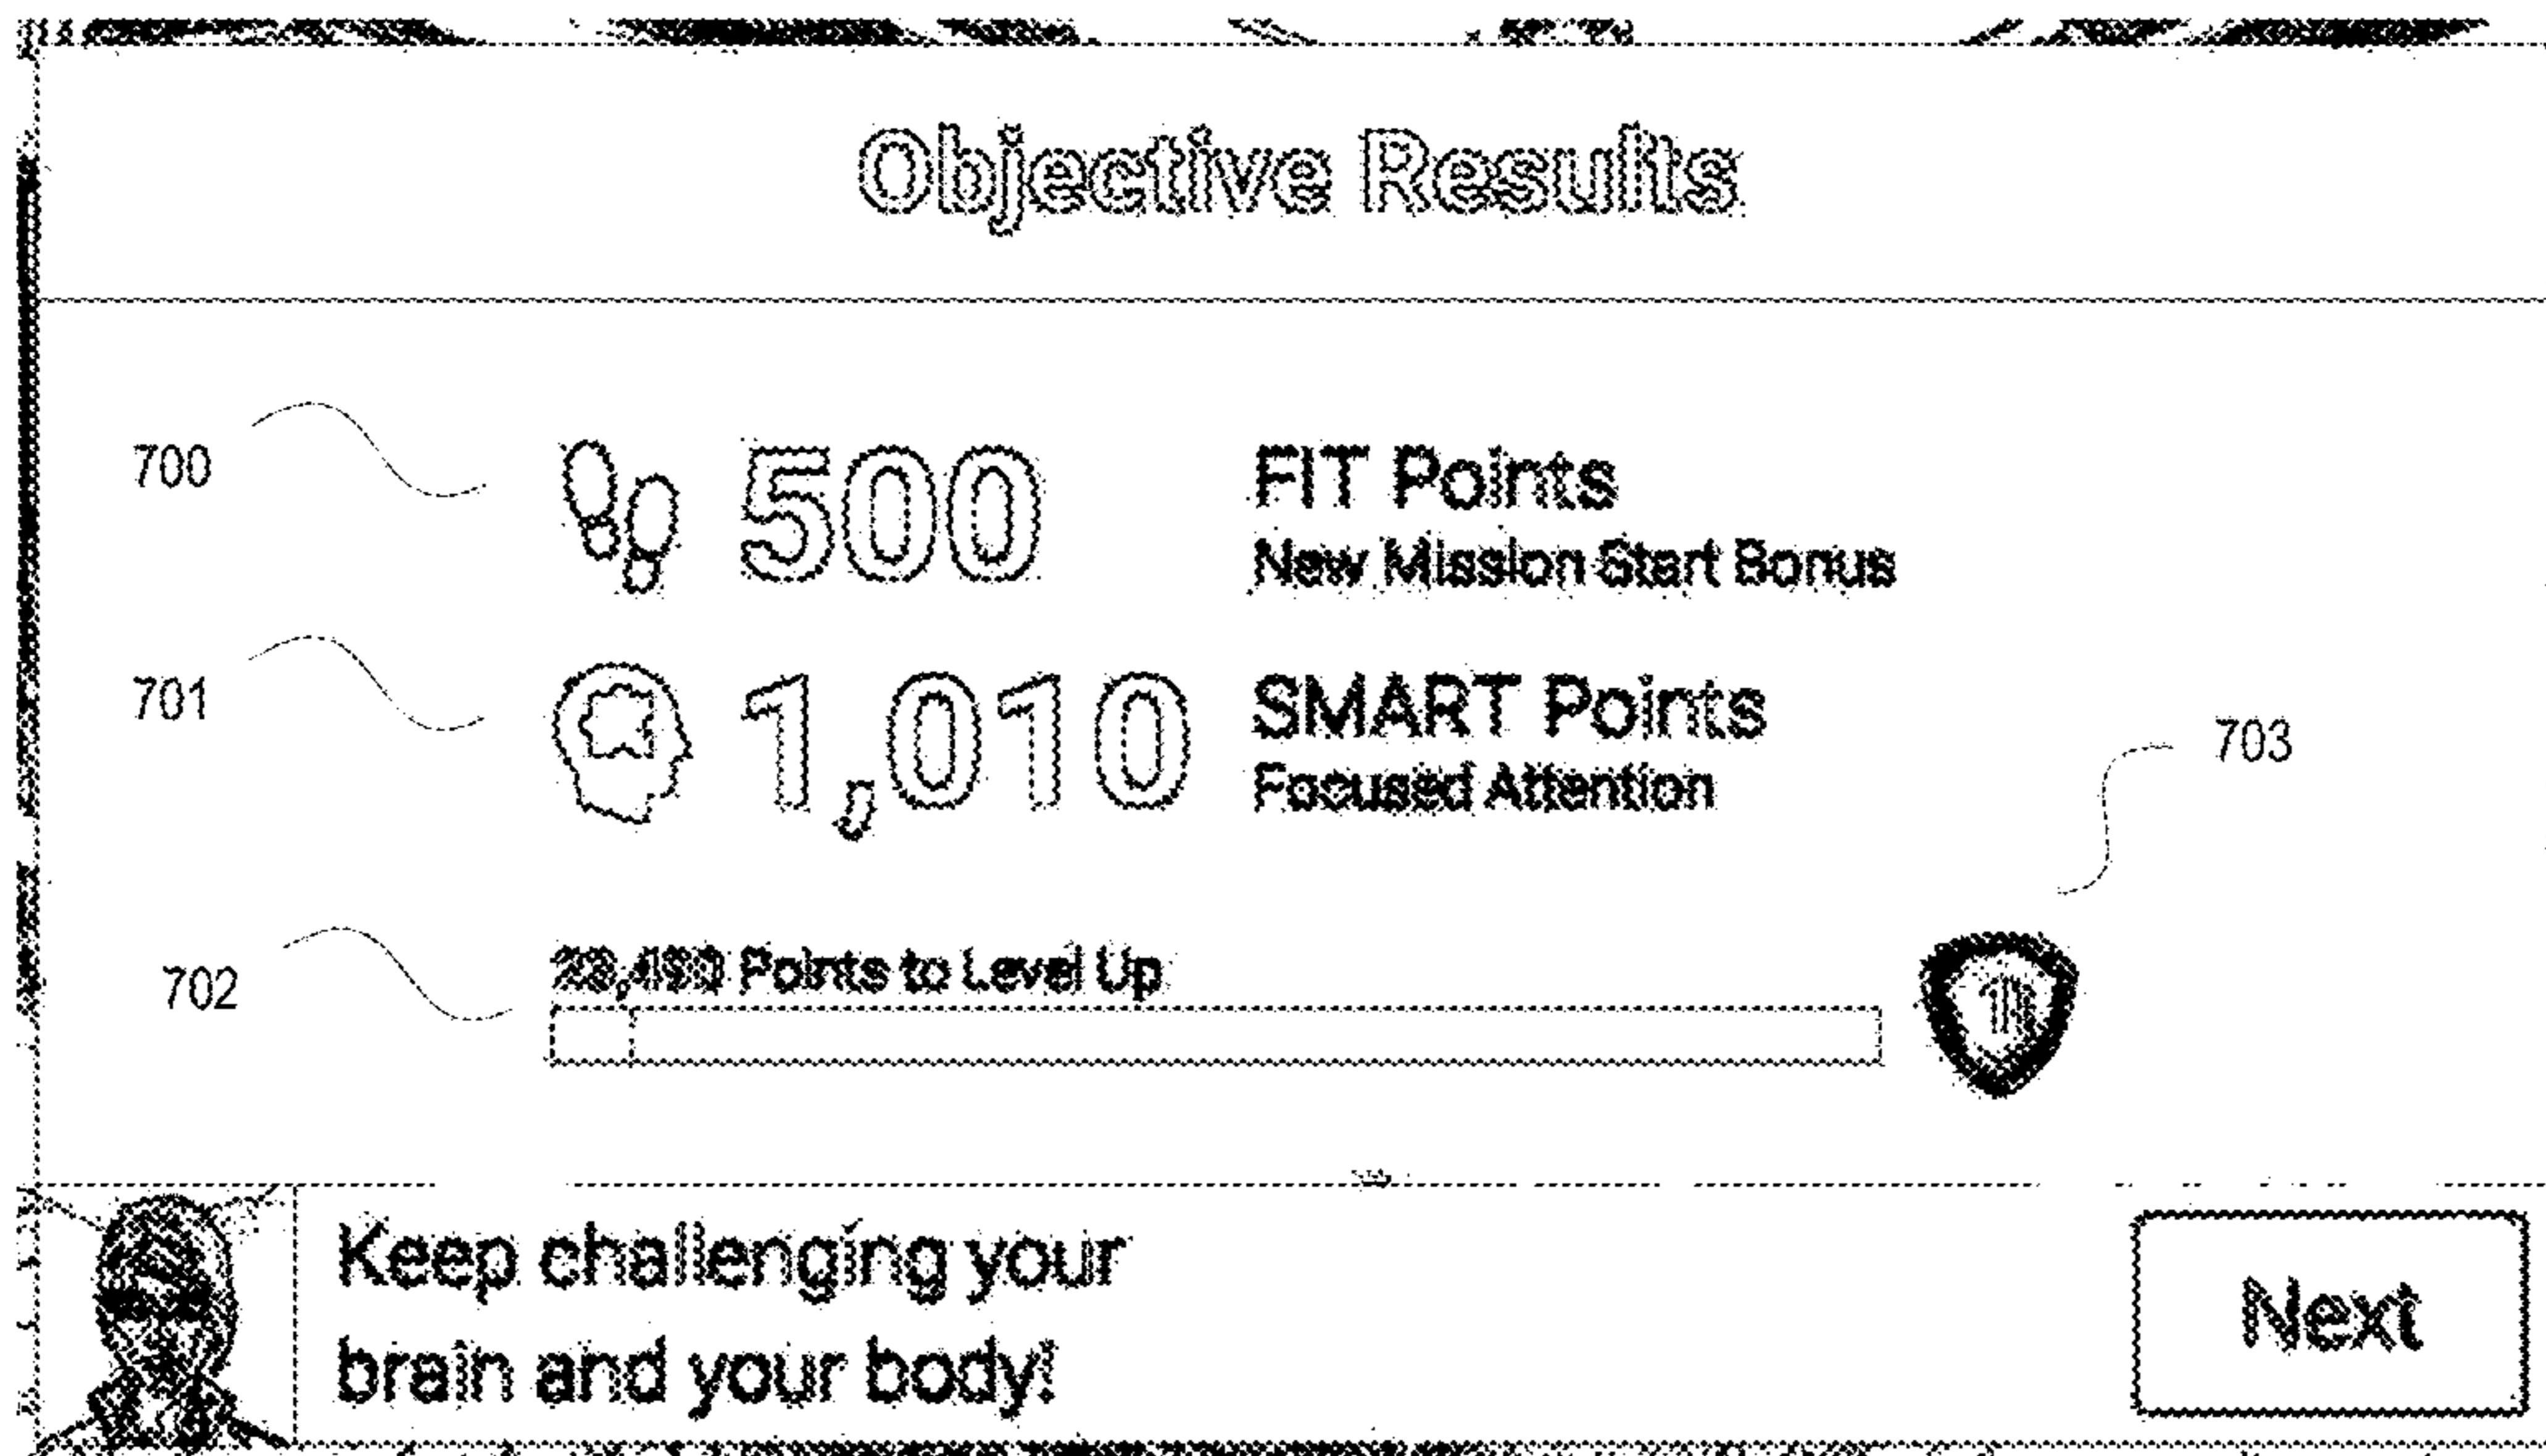 Objective Results
700
500
FIT Points
New Mission Start Bonus
701
1,010
SMART Points
Focused Attention
703
702
Points to Level Up
Keep challenging your
brain and your body!
Next